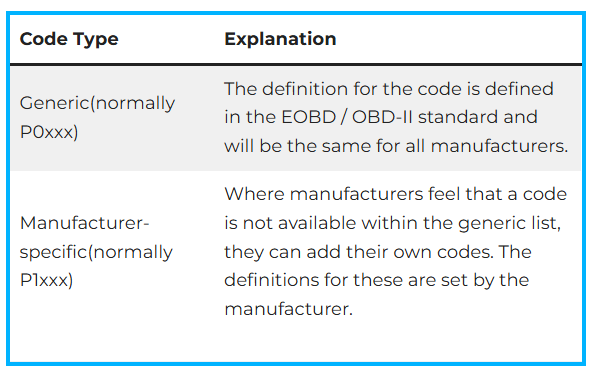 Code Type
Explanation
Generic(normally
P0xxx)
The definition for the code is defined
in the EOBD / OBD-II standard and
will be the same for all manufacturers.
Manufacturer-
specific(normally
P1xxx)
Where manufacturers feel that a code
is not available within the generic list,
they can add their own codes. The
definitions for these are set by the
manufacturer.